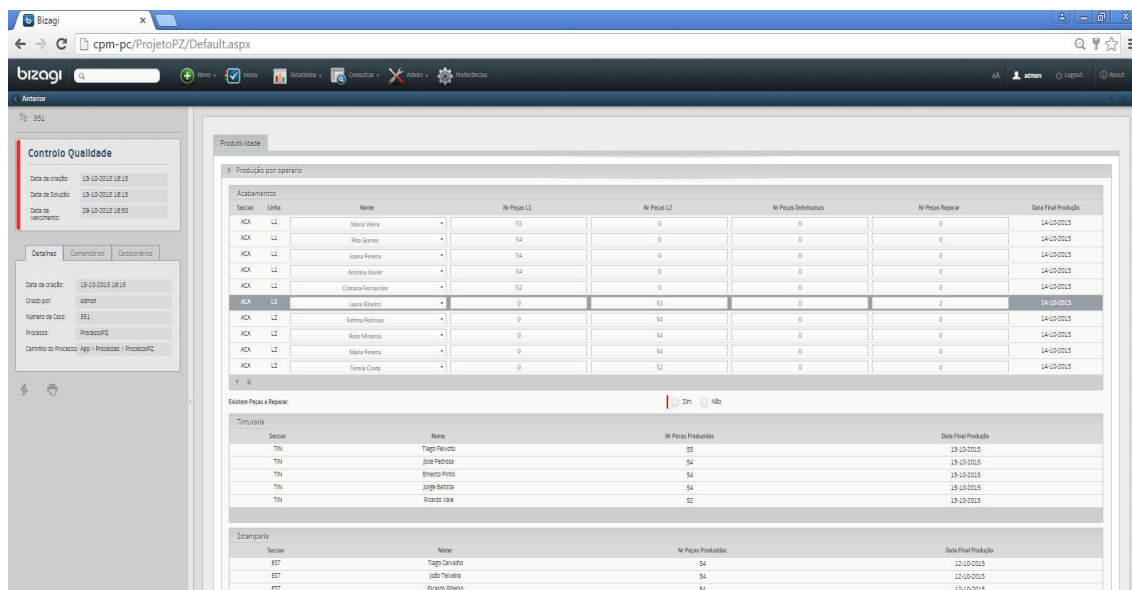 Bizagi
cpm-pc/ProjetoPZ/Default.aspx
bizagi Novo Inbox Relatórios Consultas Admin Preferências AA admon Logout About
Anterior
351
Controlo Qualidade
Data de criação: 13-10-2015 18:15
Data de Solução: 13-10-2015 18:15
Data de vencimento: 29-10-2015 16:50
Detalhes Comentários Cessionários
Data de criação: 13-10-2015 18:15
Criado por: admon
Número de Caso: 351
Processo: ProcessoPZ
Caminho do Processo: App > Processes > ProcessoPZ
Produtividade
Produção por operario
Acabamentos
Seccao Linha Nome Nr Peças L1 Nr Peças L2 Nr Peças Defeituosas Nr Peças Reparar Data Final Produção
ACA L1 Maria Vieira 55 0 0 0 14-10-2015
ACA L1 Rita Gomes 54 0 0 0 14-10-2015
ACA L1 Joana Pereira 54 0 0 0 14-10-2015
ACA L1 Andreia Xavier 54 0 0 0 14-10-2015
ACA L1 Cristiana Fernandes 52 0 0 0 14-10-2015
ACA L2 Laura Ribeiro 0 53 0 2 14-10-2015
ACA L2 Fatima Pedrosa 0 54 0 0 14-10-2015
ACA L2 Rute Miranda 0 54 0 0 14-10-2015
ACA L2 Maria Pereira 0 54 0 0 14-10-2015
ACA L2 Teresa Costa 0 52 0 0 14-10-2015
Existem Peças a Reparar: Sim Não
Tinturaria
Seccao Nome Nr Pecas Produzidas Data Final Produção
TIN Tiago Peixoto 55 13-10-2015
TIN Jose Pedrosa 54 13-10-2015
TIN Ernesto Pinto 54 13-10-2015
TIN Jorge Batista 54 13-10-2015
TIN Ricardo Vale 52 13-10-2015
Estamparia
Seccao Nome Nr Peças Produzidas Data Final Produção
EST Tiago Carvalho 54 12-10-2015
EST João Teixeira 54 12-10-2015
EST Ricardo Ribeiro 54 12-10-2015